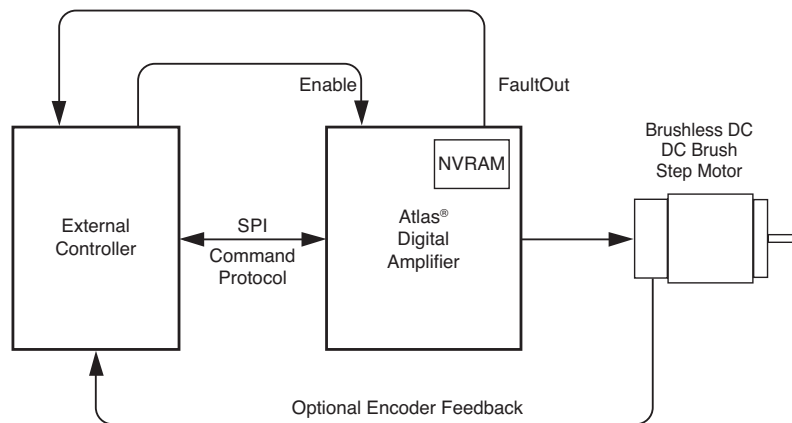 Enable
FaultOut
Brushless DC
DC Brush
Step Motor
NVRAM
External
Controller
SPI
Command
Protocol
Atlas®
Digital
Amplifier
Optional Encoder Feedback